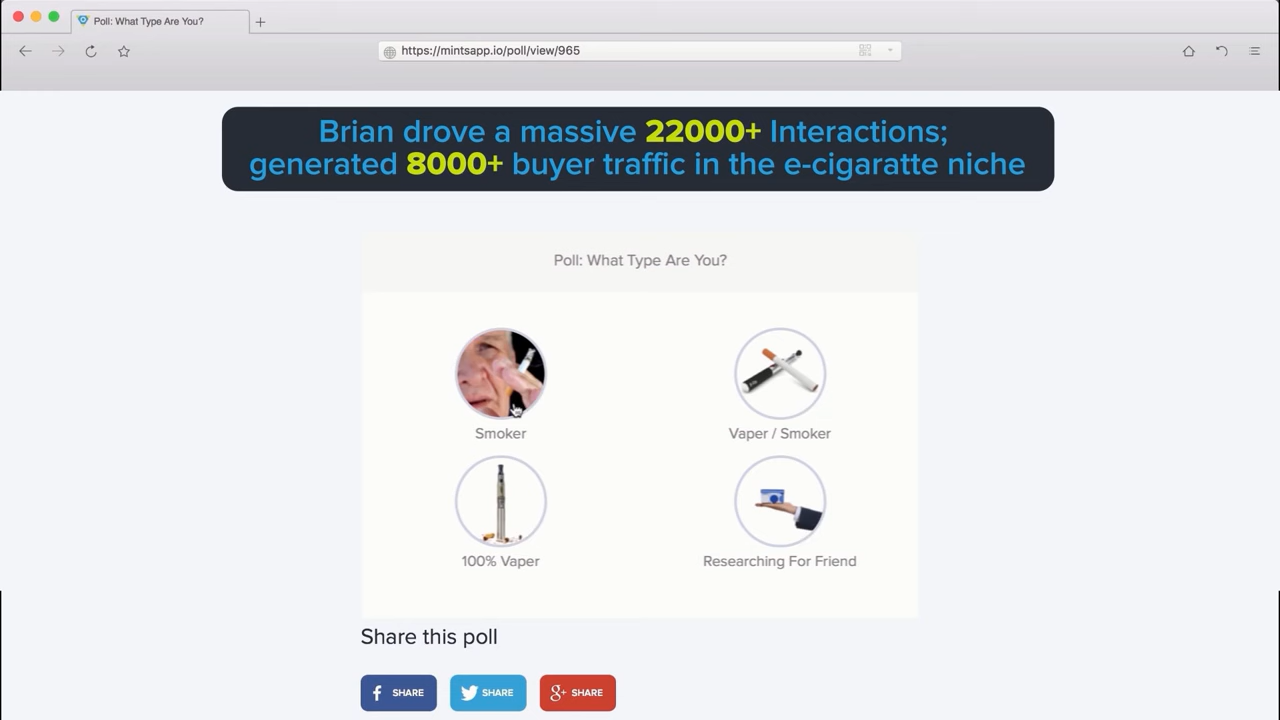 Poll: What Type Are You?
https://mintsapp.io/poll/view/965
Brian drove a massive 22000+ Interactions;
generated 8000+ buyer traffic in the e-cigaratte niche
Poll: What Type Are You?
Smoker
Vaper / Smoker
100% Vaper
Researching For Friend
Share this poll
SHARE
SHARE
SHARE